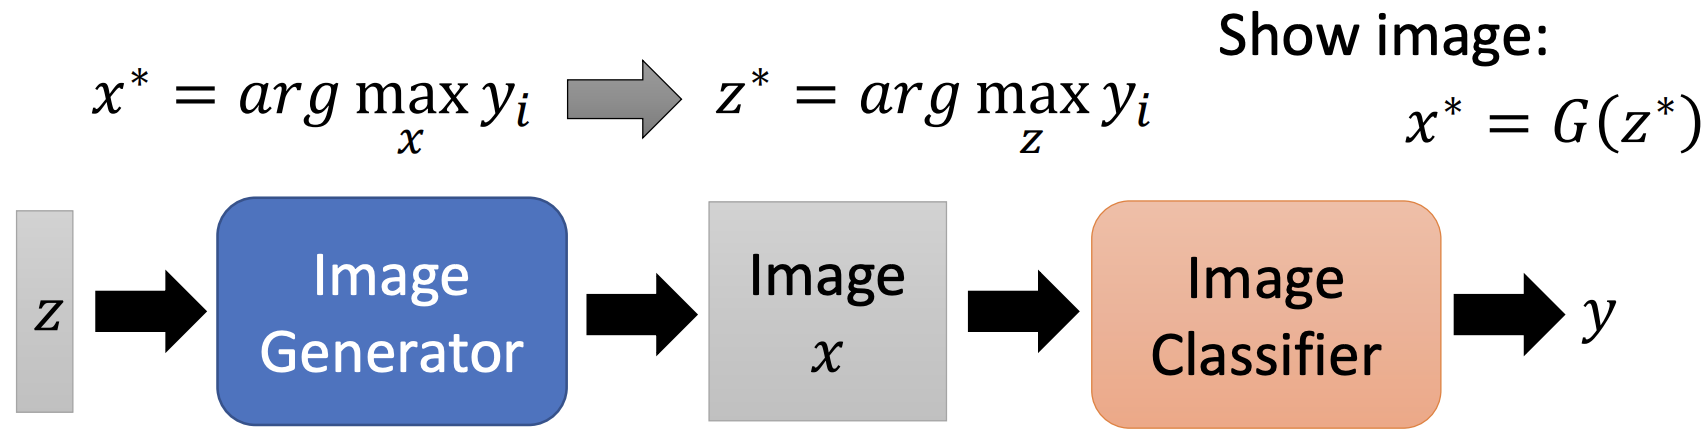 x* = arg max_x y_i
z* = arg max_z y_i
Show image:
x* = G(z*)
z
Image
Generator
Image
x
Image
Classifier
y